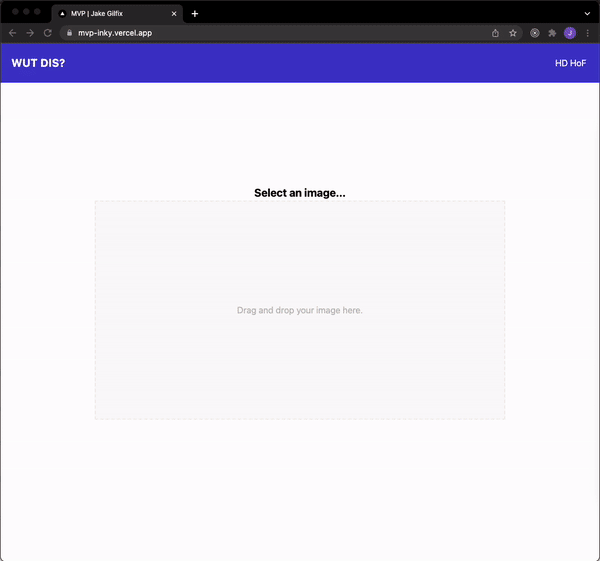 MVP | Jake Gilfix
mvp-inky.vercel.app
J
WUT DIS?
HD HoF
Select an image...
Drag and drop your image here.